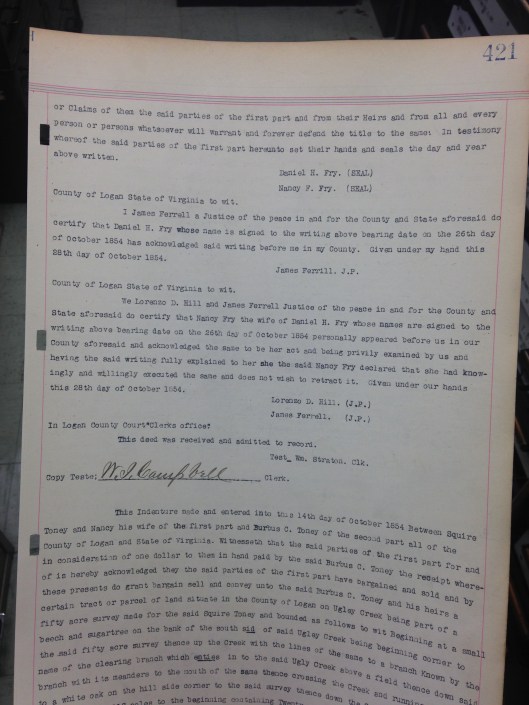 421
or Claims of them the said parties of the first part and from their Heirs and from all and every
person or persons whatsoever will warrant and forever defend the title to the same: In testimony
whereof the said parties of the first part hereunto set their hands and seals the day and year
above written.
Daniel H. Fry. (SEAL)
Nancy F. Fry. (SEAL)
County of Logan State of Virginia to wit.
I James Ferrell a Justice of the peace in and for the County and State aforesaid do
certify that Daniel H. Fry whose name is signed to the writing above bearing date on the 26th day
of October 1854 has acknowledged said writing before me in my County. Given under my hand this
28th day of October 1854.
James Ferrill. J.P.
County of Logan State of Virginia to wit.
We Lorenzo D. Hill and James Ferrell Justice of the peace in and for the County and
State aforesaid do certify that Nancy Fry the wife of Daniel H. Fry whose names are signed to the
writing above bearing date on the 26th day of October 1854 personally appeared before us in our
County aforesaid and acknowledged the same to be her act and being privily examined by us and
having the said writing fully explained to her she the said Nancy Fry declared that she had know-
ingly and willingly executed the same and does not wish to retract it. Given under our hands
this 28th day of October 1854.
Lorenzo D. Hill. (J.P.)
James Ferrell. (J.P.)
In Logan County Court Clerks office:
This deed was received and admitted to record.
Test_ Wm. Straton. Clk.
Copy Teste; W.I. Campbell Clerk.
This Indenture made and entered into this 14th day of October 1854 Between Squire
Toney and Nancy his wife of the first part and Burbus C. Toney of the second part all of the
County of Logan and State of Virginia. Witnesseth that the said parties of the first part for and
in consideration of one dollar to them in hand paid by the said Burbus C. Toney the receipt where-
of is hereby acknowledged they the said parties of the first part have bargained and sold and by
these presents do grant bargain sell and convey unto the said Burbus C. Toney and his heirs a
certain tract or parcel of land situate in the County of Logan on Ugley Creek being part of a
fifty acre survey made for the said Squire Toney and bounded as follows to wit Beginning at a small
beech and sugartree on the bank of the south sid of said Ugley Creek being beginning corner to
the said fifty acre survey thence up the Creek with the lines of the same to a branch Known by the
name of the clearing branch which enties in to the said Ugly Creek above a field thence down said
branch with its meanders to the mouth of the same thence crossing the Creek and running
to a white oak on the hill side corner to the said survey thence down the
poles to the beginning containing